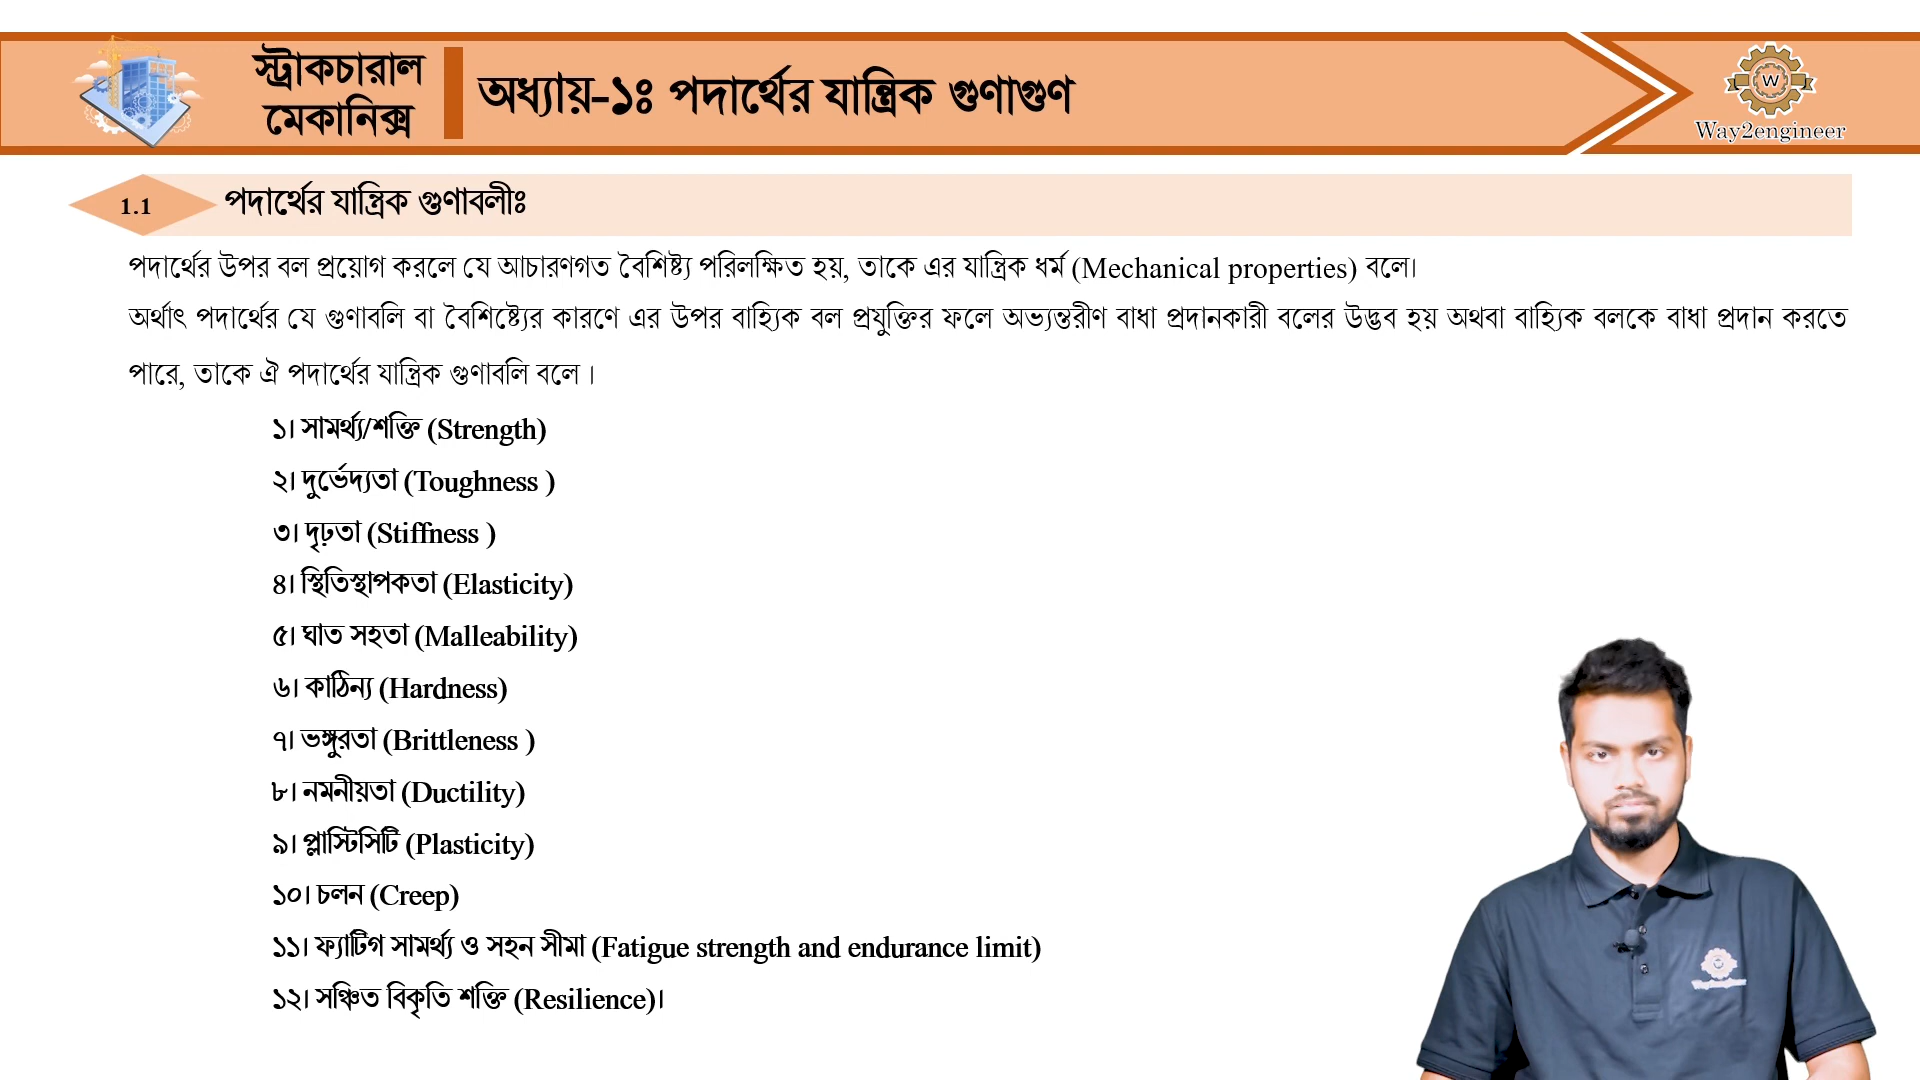 স্ট্রাকচারাল
মেকানিক্স
অধ্যায়-১ঃ পদার্থের যান্ত্রিক গুণাগুণ
W
Way2engineer
1.1
পদার্থের যান্ত্রিক গুণাবলীঃ
পদার্থের উপর বল প্রয়োগ করলে যে আচারণগত বৈশিষ্ট্য পরিলক্ষিত হয়, তাকে এর যান্ত্রিক ধর্ম (Mechanical properties) বলে।
অর্থাৎ পদার্থের যে গুণাবলি বা বৈশিষ্ট্যের কারণে এর উপর বাহ্যিক বল প্রযুক্তির ফলে অভ্যন্তরীণ বাধা প্রদানকারী বলের উদ্ভব হয় অথবা বাহ্যিক বলকে বাধা প্রদান করতে
পারে, তাকে ঐ পদার্থের যান্ত্রিক গুণাবলি বলে ।
১। সামর্থ্য/শক্তি (Strength)
২। দুর্ভেদ্যতা (Toughness )
৩। দৃঢ়তা (Stiffness )
৪। স্থিতিস্থাপকতা (Elasticity)
৫। ঘাত সহতা (Malleability)
৬। কাঠিন্য (Hardness)
৭। ভঙ্গুরতা (Brittleness )
৮। নমনীয়তা (Ductility)
৯। প্লাস্টিসিটি (Plasticity)
১০। চলন (Creep)
১১। ফ্যাটিগ সামর্থ্য ও সহন সীমা (Fatigue strength and endurance limit)
১২। সঞ্চিত বিকৃতি শক্তি (Resilience)।
Way2engineer